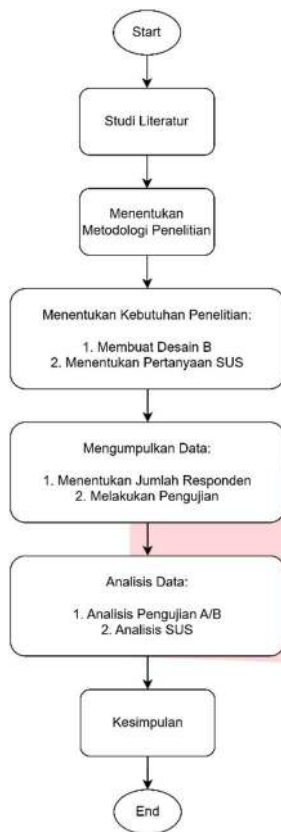 Start
Studi Literatur
Menentukan
Metodologi Penelitian
Menentukan Kebutuhan Penelitian:
1. Membuat Desain B
2. Menentukan Pertanyaan SUS
Mengumpulkan Data:
1. Menentukan Jumlah Responden
2. Melakukan Pengujian
Analisis Data:
1. Analisis Pengujian A/B
2. Analisis SUS
Kesimpulan
End